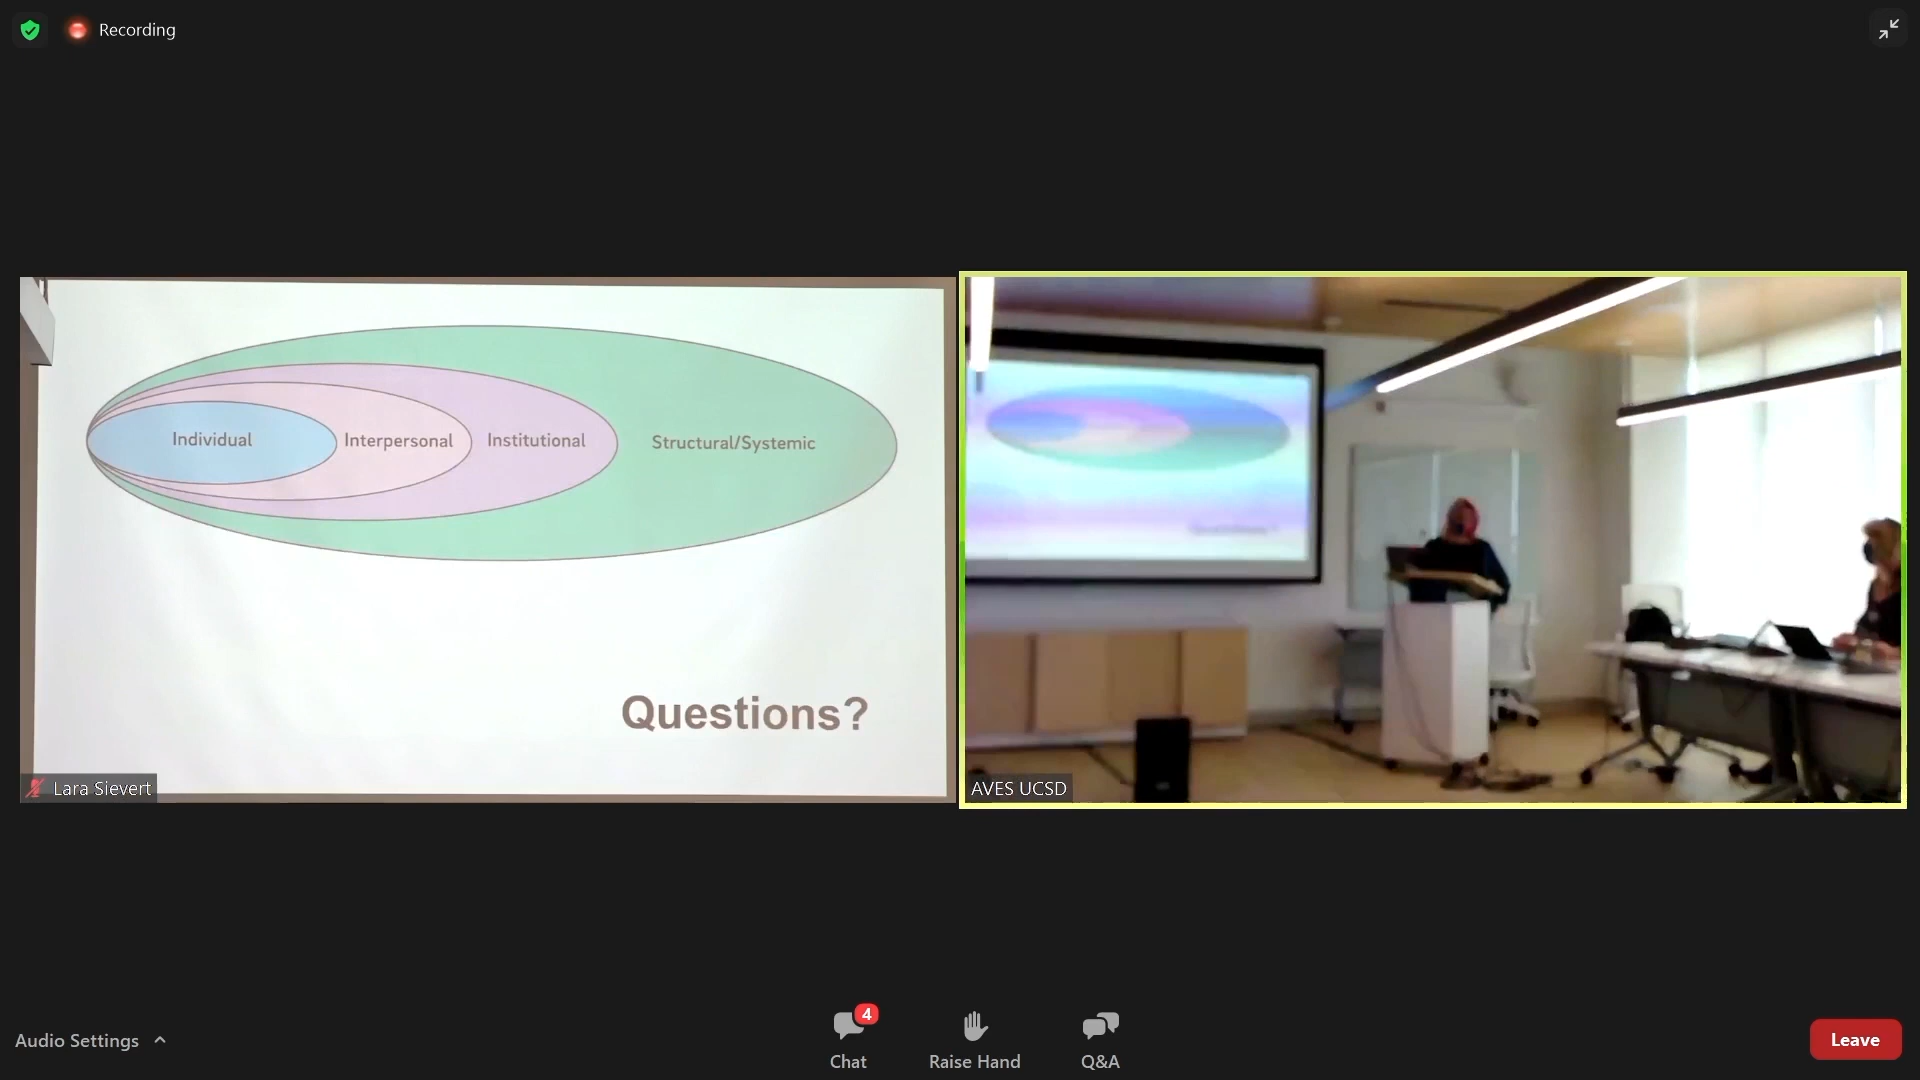 Recording
Individual
Interpersonal
Institutional
Structural/Systemic
Questions?
Lara Sievert
AVES UCSD
Audio Settings
4
Chat
Raise Hand
Q&A
Leave